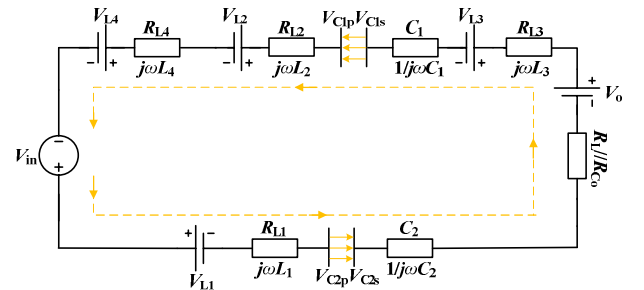 VL4 RL4 VL2 RL2 VC1p VC1s C1 VL3 RL3
- + jωL4 - + jωL2 1/jωC1 - + jωL3
+
- Vo
RL//RCo
Vin
-
+
+ - RL1 C2
VL1 jωL1 VC2p VC2s 1/jωC2